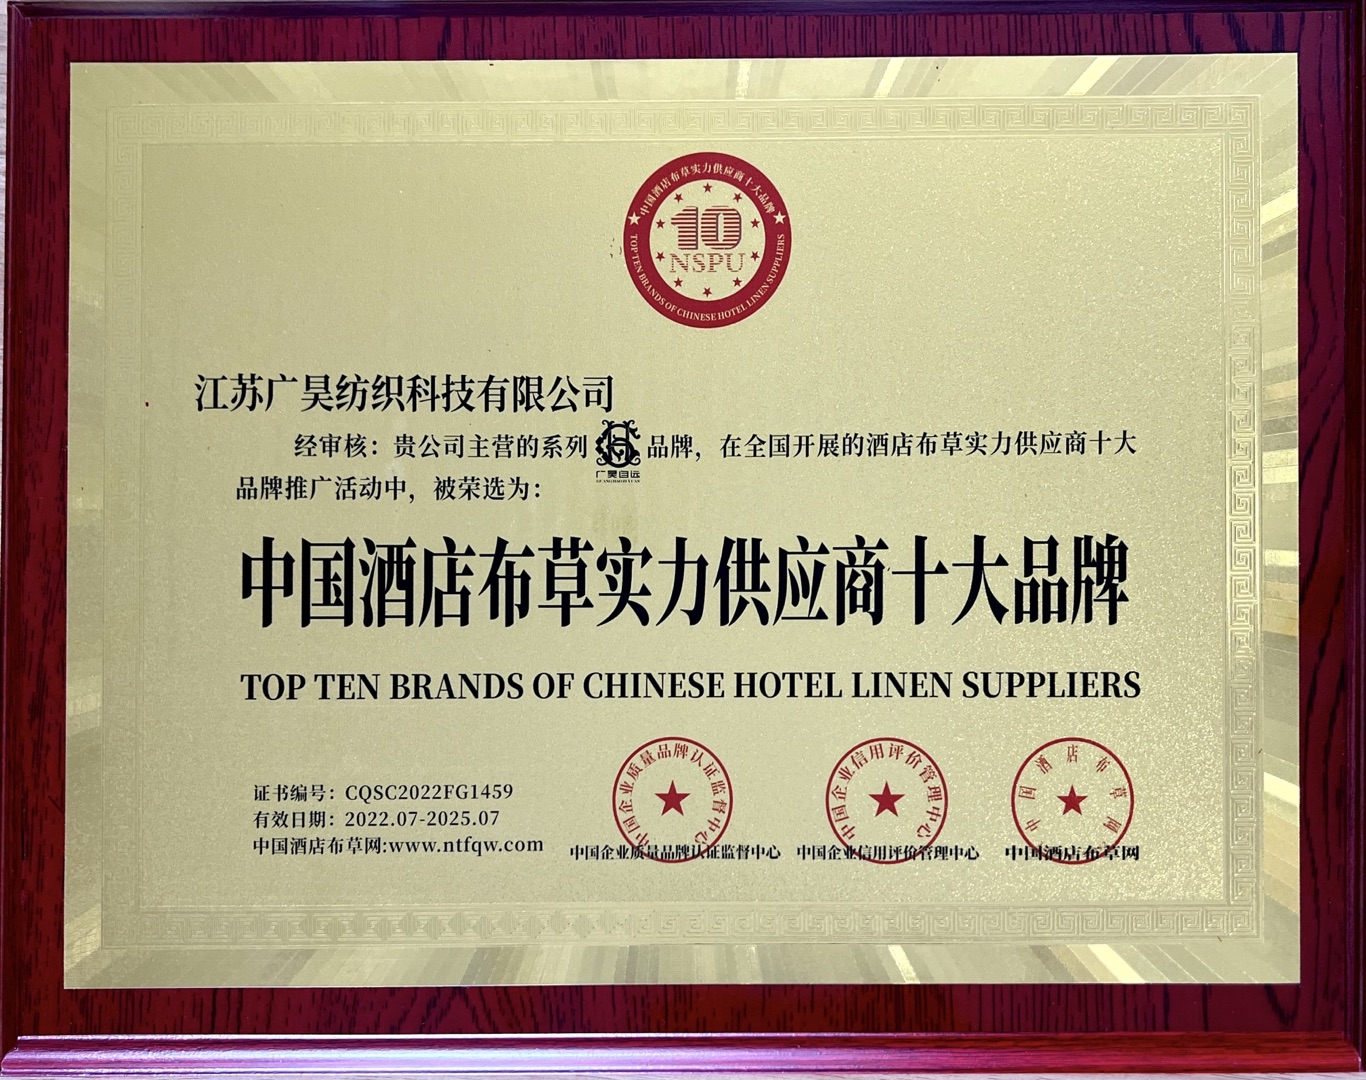 中国酒店布草实力供应商十大品牌
10
NSPU
TOP TEN BRANDS OF CHINESE HOTEL LINEN SUPPLIERS
江苏广昊纺织科技有限公司
经审核：贵公司主营的系列 品牌，在全国开展的酒店布草实力供应商十大
广昊白远
品牌推广活动中，被荣选为：
中国酒店布草实力供应商十大品牌
TOP TEN BRANDS OF CHINESE HOTEL LINEN SUPPLIERS
证书编号：CQSC2022FG1459
有效日期：2022.07-2025.07
中国酒店布草网:www.ntfqw.com
中国企业质量品牌认证监督中心
中国企业质量品牌认证监督中心
中国企业信用评价管理中心
中国企业信用评价管理中心
中国酒店布草网
中国酒店布草网